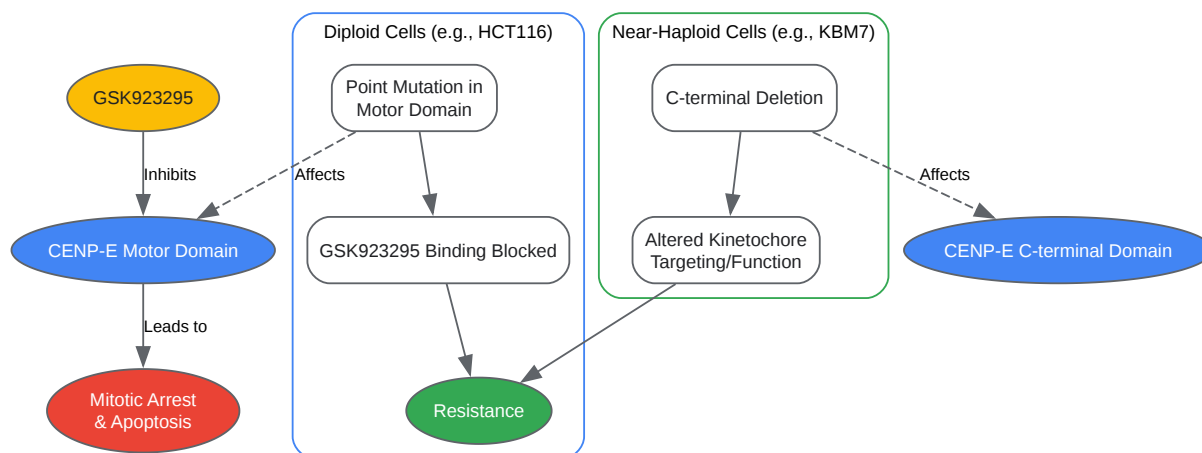 Diploid Cells (e.g., HCT116)
Near-Haploid Cells (e.g., KBM7)
GSK923295
Point Mutation in
Motor Domain
C-terminal Deletion
Inhibits
Affects
Affects
CENP-E Motor Domain
GSK923295 Binding Blocked
Altered Kinetochore
Targeting/Function
CENP-E C-terminal Domain
Leads to
Mitotic Arrest
& Apoptosis
Resistance